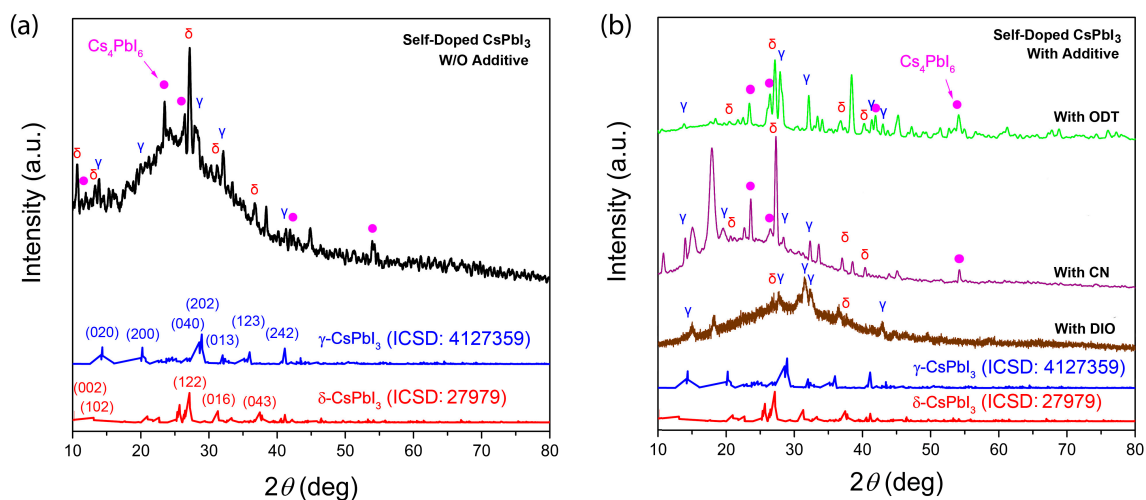 (a)
Self-Doped CsPbI₃
W/O Additive
Cs₄PbI₆
δ
δ
δ
γ
γ
γ
γ
δ
δ
γ
Intensity (a.u.)
(020)
(200)
(202)
(040)
(013)
(123)
(242)
γ-CsPbI₃ (ICSD: 4127359)
(002)
(102)
(122)
(016)
(043)
δ-CsPbI₃ (ICSD: 27979)
10 20 30 40 50 60 70 80
2θ (deg)
(b)
Self-Doped CsPbI₃
With Additive
Cs₄PbI₆
δ
γ
γ
γ
δ
δ
δ
γ
γ
With ODT
δ
γ
γ
δ
γ
γ
δ
δ
With CN
γ
δ
γ
γ
γ
δ
γ
With DIO
Intensity (a.u.)
γ-CsPbI₃ (ICSD: 4127359)
δ-CsPbI₃ (ICSD: 27979)
10 20 30 40 50 60 70 80
2θ (deg)